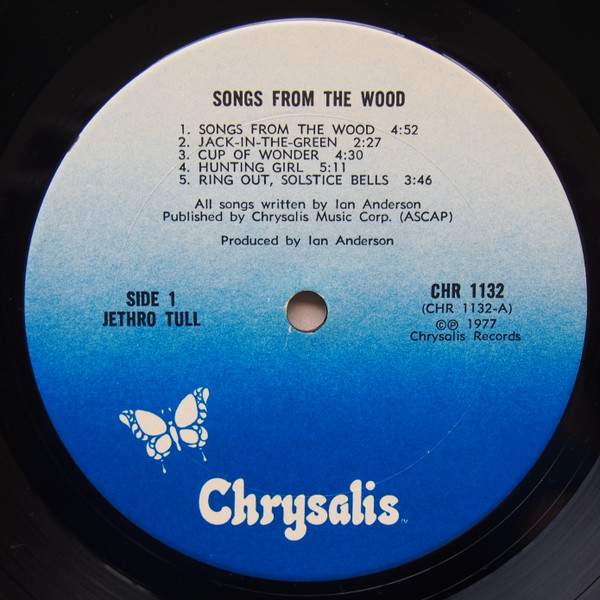 SONGS FROM THE WOOD
1. SONGS FROM THE WOOD 4:52
2. JACK-IN-THE-GREEN 2:27
3. CUP OF WONDER 4:30
4. HUNTING GIRL 5:11
5. RING OUT, SOLSTICE BELLS 3:46
All songs written by Ian Anderson
Published by Chrysalis Music Corp. (ASCAP)
Produced by Ian Anderson
SIDE 1
JETHRO TULL
CHR 1132
(CHR 1132-A)
©℗ 1977
Chrysalis Records
Chrysalis™